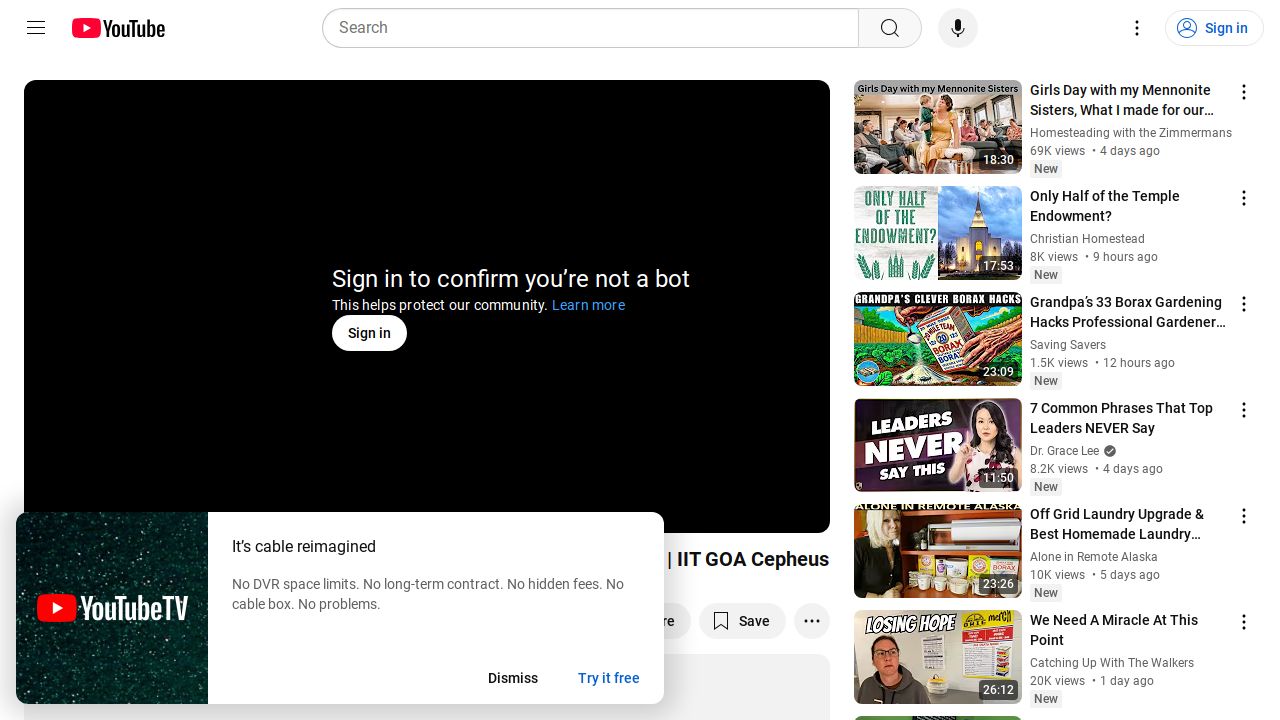 YouTube
Search
Sign in
Sign in to confirm you’re not a bot
This helps protect our community. Learn more
Sign in
| IIT GOA Cepheus
re
Save
YouTubeTV
It’s cable reimagined
No DVR space limits. No long-term contract. No hidden fees. No
cable box. No problems.
Dismiss
Try it free
Girls Day with my Mennonite Sisters
18:30
Girls Day with my Mennonite
Sisters, What I made for our…
Homesteading with the Zimmermans
69K views • 4 days ago
New
ONLY HALF
OF THE
ENDOWMENT?
17:53
Only Half of the Temple
Endowment?
Christian Homestead
8K views • 9 hours ago
New
GRANDPA'S CLEVER BORAX HACKS
20
BORAX
23:09
Grandpa’s 33 Borax Gardening
Hacks Professional Gardener…
Saving Savers
1.5K views • 12 hours ago
New
LEADERS
NEVER
SAY THIS
11:50
7 Common Phrases That Top
Leaders NEVER Say
Dr. Grace Lee
8.2K views • 4 days ago
New
ALONE IN REMOTE ALASKA
BORAX
23:26
Off Grid Laundry Upgrade &
Best Homemade Laundry…
Alone in Remote Alaska
10K views • 5 days ago
New
LOSING HOPE
merch
26:12
We Need A Miracle At This
Point
Catching Up With The Walkers
20K views • 1 day ago
New